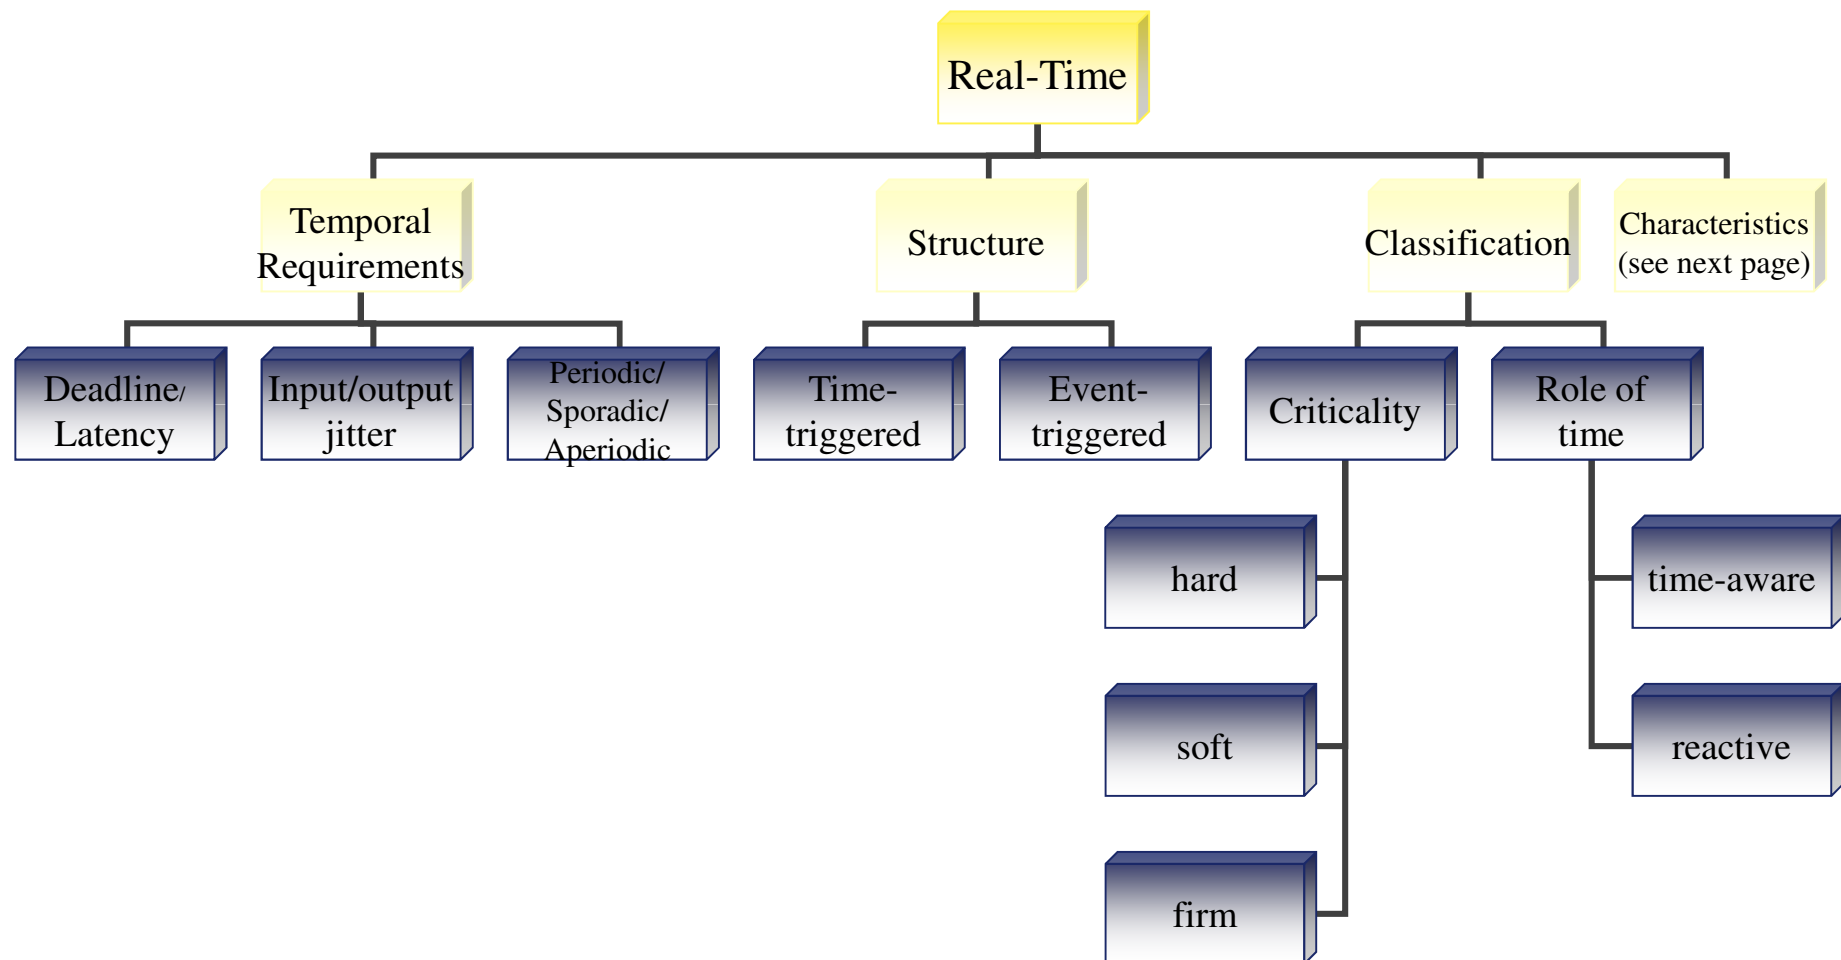 Real-Time
Temporal
Requirements
Structure
Classification
Characteristics
(see next page)
Deadline/
Latency
Input/output
jitter
Periodic/
Sporadic/
Aperiodic
Time-
triggered
Event-
triggered
Criticality
Role of
time
hard
time-aware
soft
reactive
firm